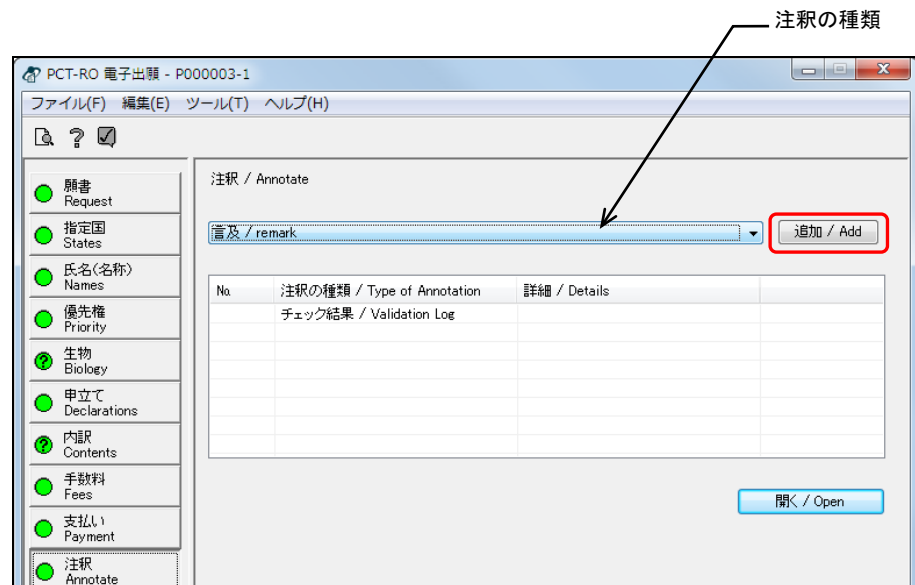 注釈の種類
PCT-RO 電子出願 - P000003-1
ファイル(F) 編集(E) ツール(T) ヘルプ(H)
願書
Request
指定国
States
氏名(名称)
Names
優先権
Priority
生物
Biology
申立て
Declarations
内訳
Contents
手数料
Fees
支払い
Payment
注釈
Annotate
注釈 / Annotate
言及 / remark
追加 / Add
No. 注釈の種類 / Type of Annotation 詳細 / Details
チェック結果 / Validation Log
開く / Open